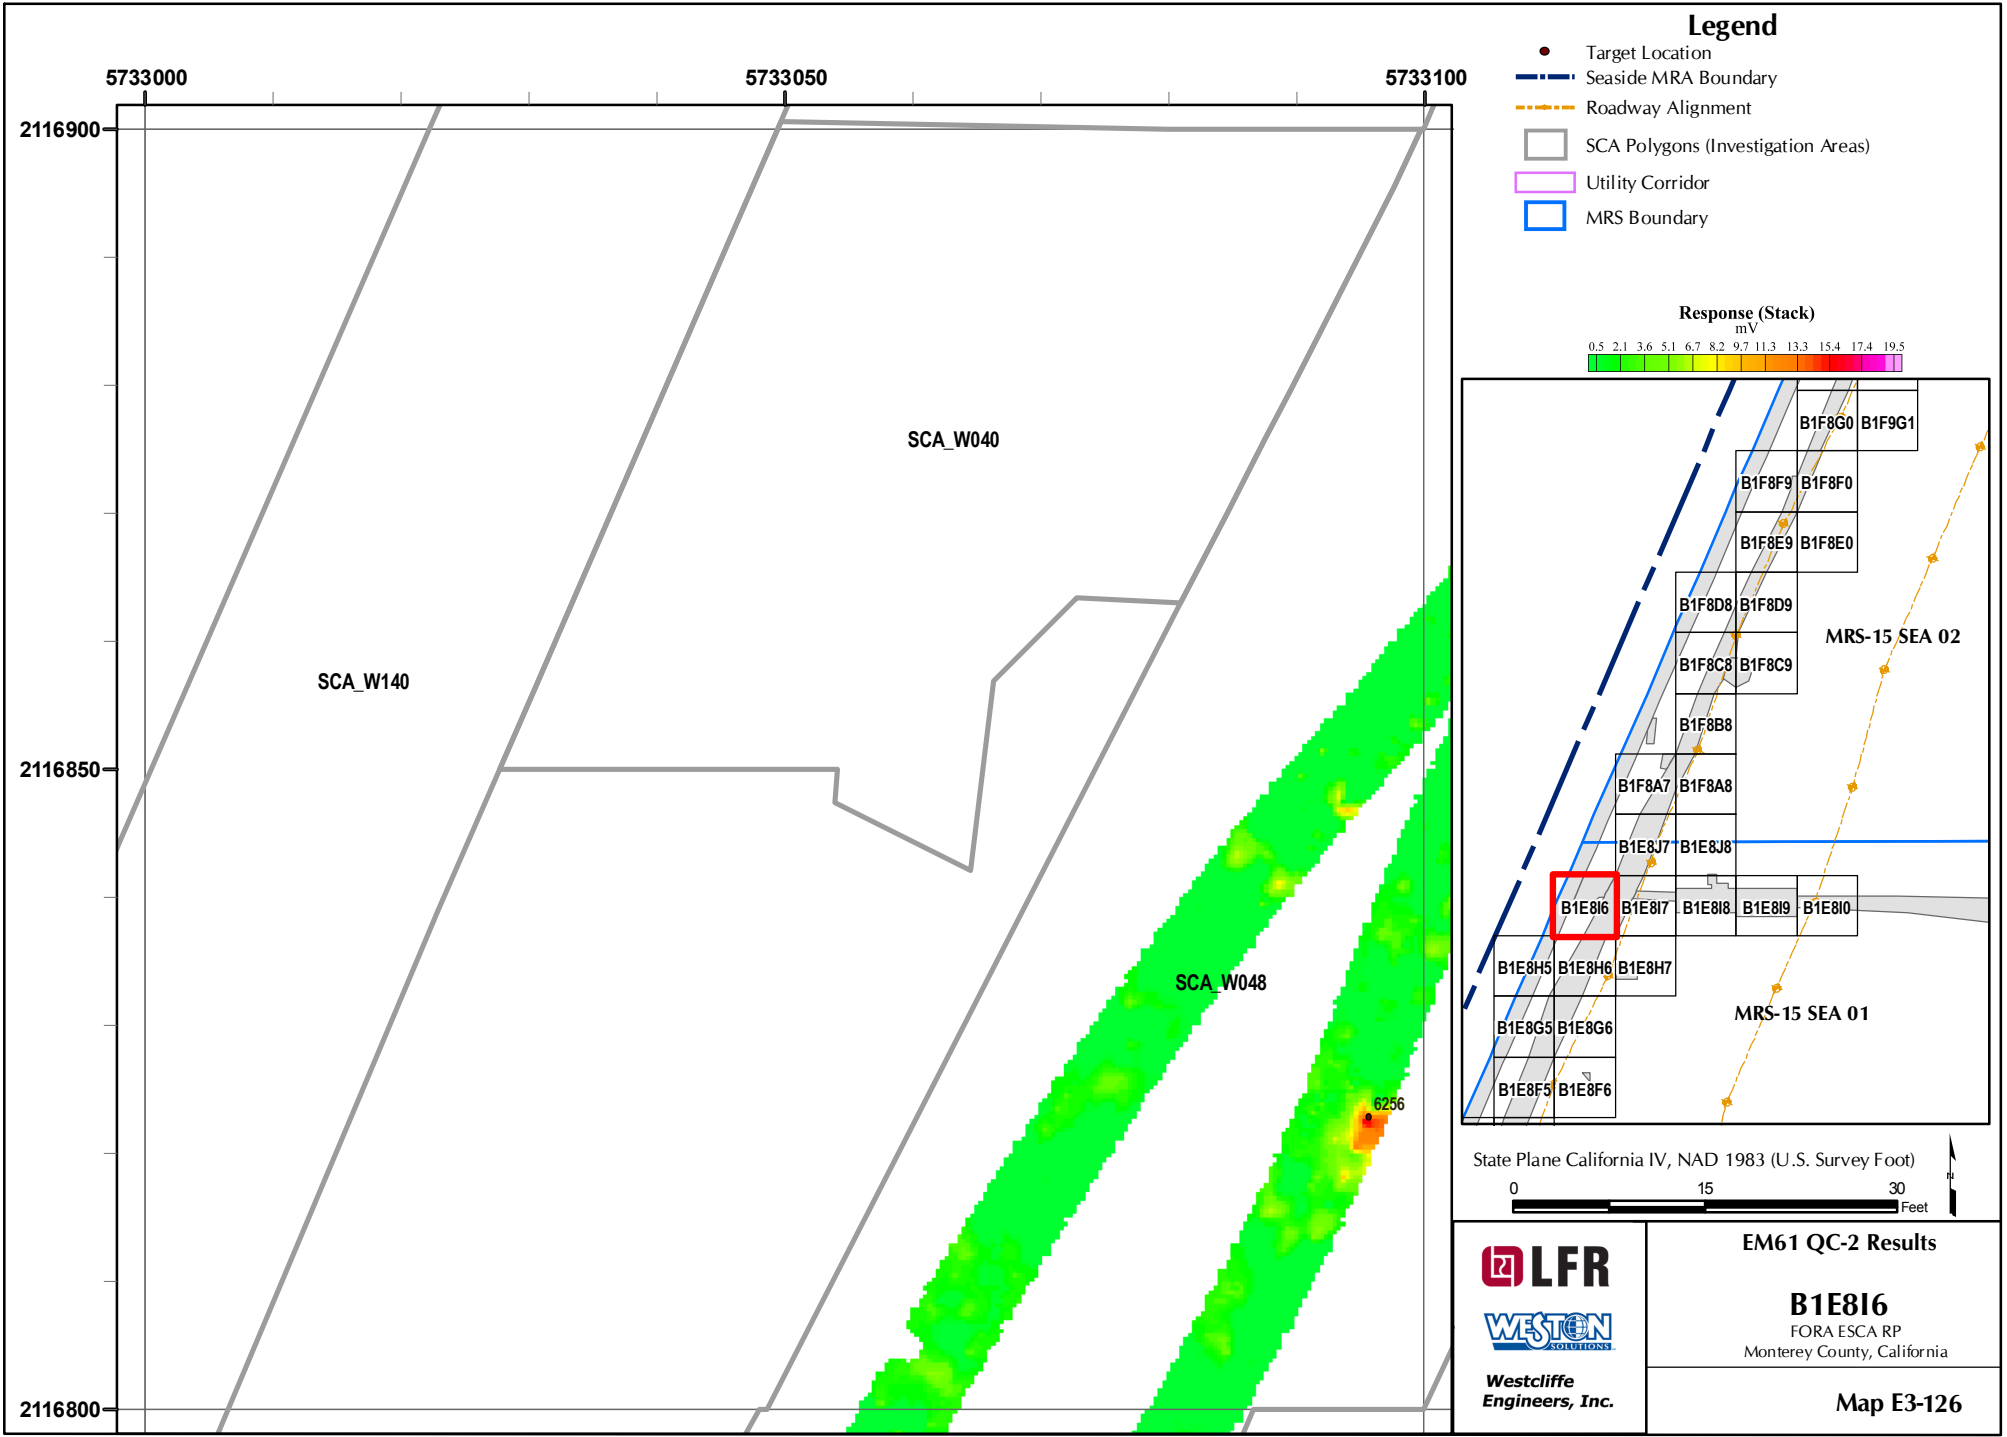 5733000
5733050
5733100
2116900
2116850
2116800
SCA_W040
SCA_W140
SCA_W048
6256
Legend
Target Location
Seaside MRA Boundary
Roadway Alignment
SCA Polygons (Investigation Areas)
Utility Corridor
MRS Boundary
Response (Stack)
mV
0.5 2.1 3.6 5.1 6.7 8.2 9.7 11.3 13.3 15.4 17.4 19.5
B1F8G0 B1F9G1
B1F8F9 B1F8F0
B1F8E9 B1F8E0
B1F8D8 B1F8D9
MRS-15 SEA 02
B1F8C8 B1F8C9
B1F8B8
B1F8A7 B1F8A8
B1E8J7 B1E8J8
B1E8I6 B1E8I7 B1E8I8 B1E8I9 B1E8I0
B1E8H5 B1E8H6 B1E8H7
MRS-15 SEA 01
B1E8G5 B1E8G6
B1E8F5 B1E8F6
State Plane California IV, NAD 1983 (U.S. Survey Foot)
N
0 15 30
Feet
LFR
WESTON
SOLUTIONS
Westcliffe
Engineers, Inc.
EM61 QC-2 Results
B1E8I6
FORA ESCA RP
Monterey County, California
Map E3-126